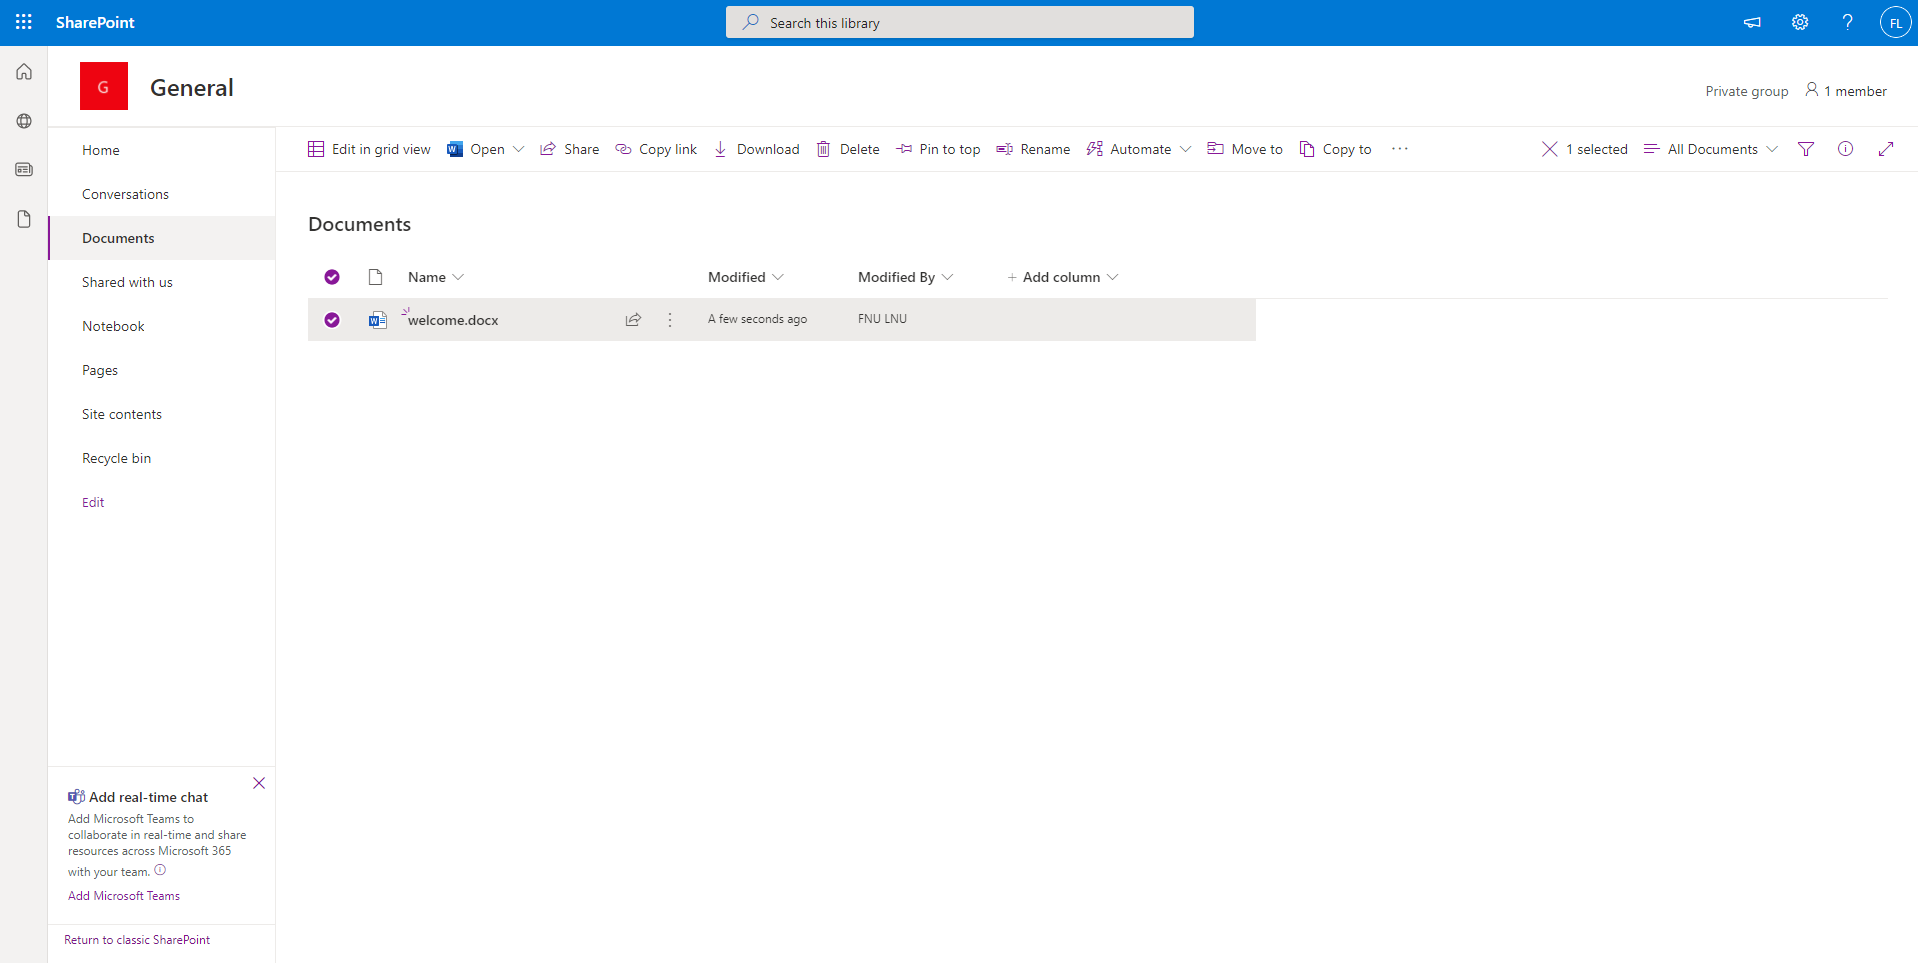 SharePoint
Search this library
FL
G
General
Private group
1 member
Home
Conversations
Documents
Shared with us
Notebook
Pages
Site contents
Recycle bin
Edit
Edit in grid view
Open
Share
Copy link
Download
Delete
Pin to top
Rename
Automate
Move to
Copy to
1 selected
All Documents
Documents
Name
Modified
Modified By
Add column
welcome.docx
A few seconds ago
FNU LNU
Add real-time chat
Add Microsoft Teams to
collaborate in real-time and share
resources across Microsoft 365
with your team.
Add Microsoft Teams
Return to classic SharePoint